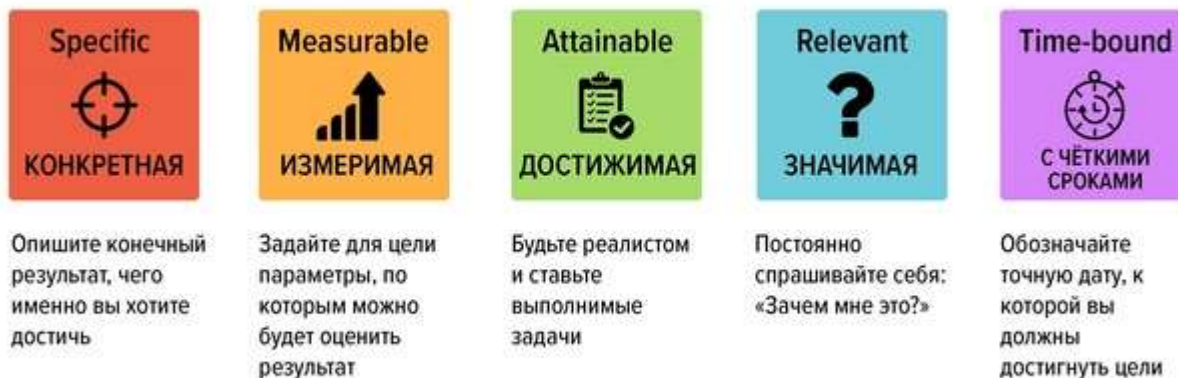 Specific
КОНКРЕТНАЯ
Опишите конечный
результат, чего
именно вы хотите
достичь
Measurable
ИЗМЕРИМАЯ
Задайте для цели
параметры, по
которым можно
будет оценить
результат
Attainable
ДОСТИЖИМАЯ
Будьте реалистом
и ставьте
выполнимые
задачи
Relevant
?
ЗНАЧИМАЯ
Постоянно
спрашивайте себя:
«Зачем мне это?»
Time-bound
С ЧЁТКИМИ
СРОКАМИ
Обозначайте
точную дату, к
которой вы
должны
достигнуть цели